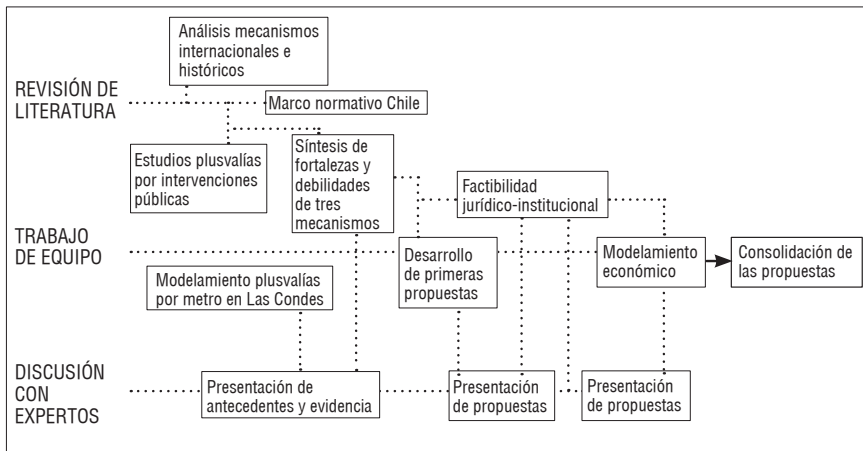 Análisis mecanismos
internacionales e
históricos
REVISIÓN DE
LITERATURA
Marco normativo Chile
Estudios plusvalías
por intervenciones
públicas
Síntesis de
fortalezas y
debilidades
de tres
mecanismos
Factibilidad
jurídico-institucional
TRABAJO
DE EQUIPO
Desarrollo
de primeras
propuestas
Modelamiento
económico
Consolidación de
las propuestas
Modelamiento plusvalías
por metro en Las Condes
DISCUSIÓN
CON
EXPERTOS
Presentación de
antecedentes y evidencia
Presentación
de propuestas
Presentación
de propuestas